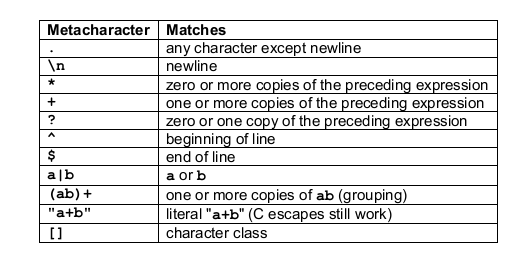 Metacharacter Matches
. any character except newline
\n newline
* zero or more copies of the preceding expression
+ one or more copies of the preceding expression
? zero or one copy of the preceding expression
^ beginning of line
$ end of line
a|b a or b
(ab)+ one or more copies of ab (grouping)
"a+b" literal "a+b" (C escapes still work)
[] character class